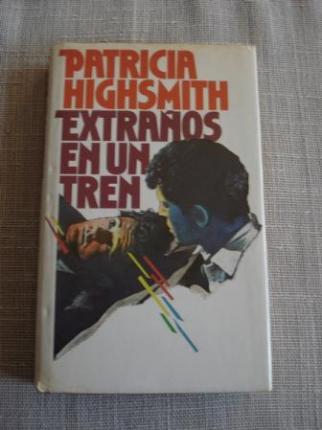 PATRICIA
HIGHSMITH
EXTRAÑOS
EN UN
TREN